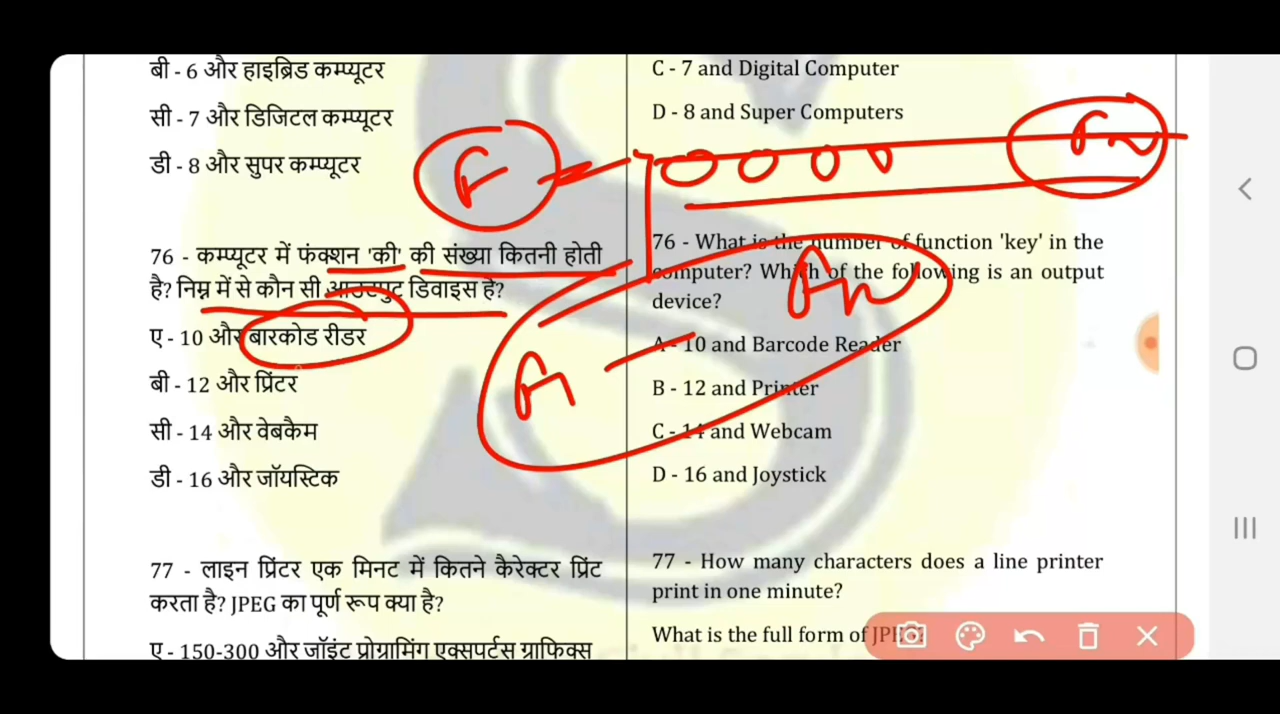 बी - 6 और हाइब्रिड कम्प्यूटर
सी - 7 और डिजिटल कम्प्यूटर
डी - 8 और सुपर कम्प्यूटर
76 - कम्प्यूटर में फंक्शन 'की' की संख्या कितनी होती
है? निम्न में से कौन सी आउटपुट डिवाइस है?
ए - 10 और बारकोड रीडर
बी - 12 और प्रिंटर
सी - 14 और वेबकैम
डी - 16 और जॉयस्टिक
77 - लाइन प्रिंटर एक मिनट में कितने कैरेक्टर प्रिंट
करता है? JPEG का पूर्ण रूप क्या है?
ए - 150-300 और जॉइंट प्रोग्रामिंग एक्सपर्टस ग्राफिक्स
C - 7 and Digital Computer
D - 8 and Super Computers
76 - What is the number of function 'key' in the
computer? Which of the following is an output
device?
A - 10 and Barcode Reader
B - 12 and Printer
C - 14 and Webcam
D - 16 and Joystick
77 - How many characters does a line printer
print in one minute?
What is the full form of JPEG?